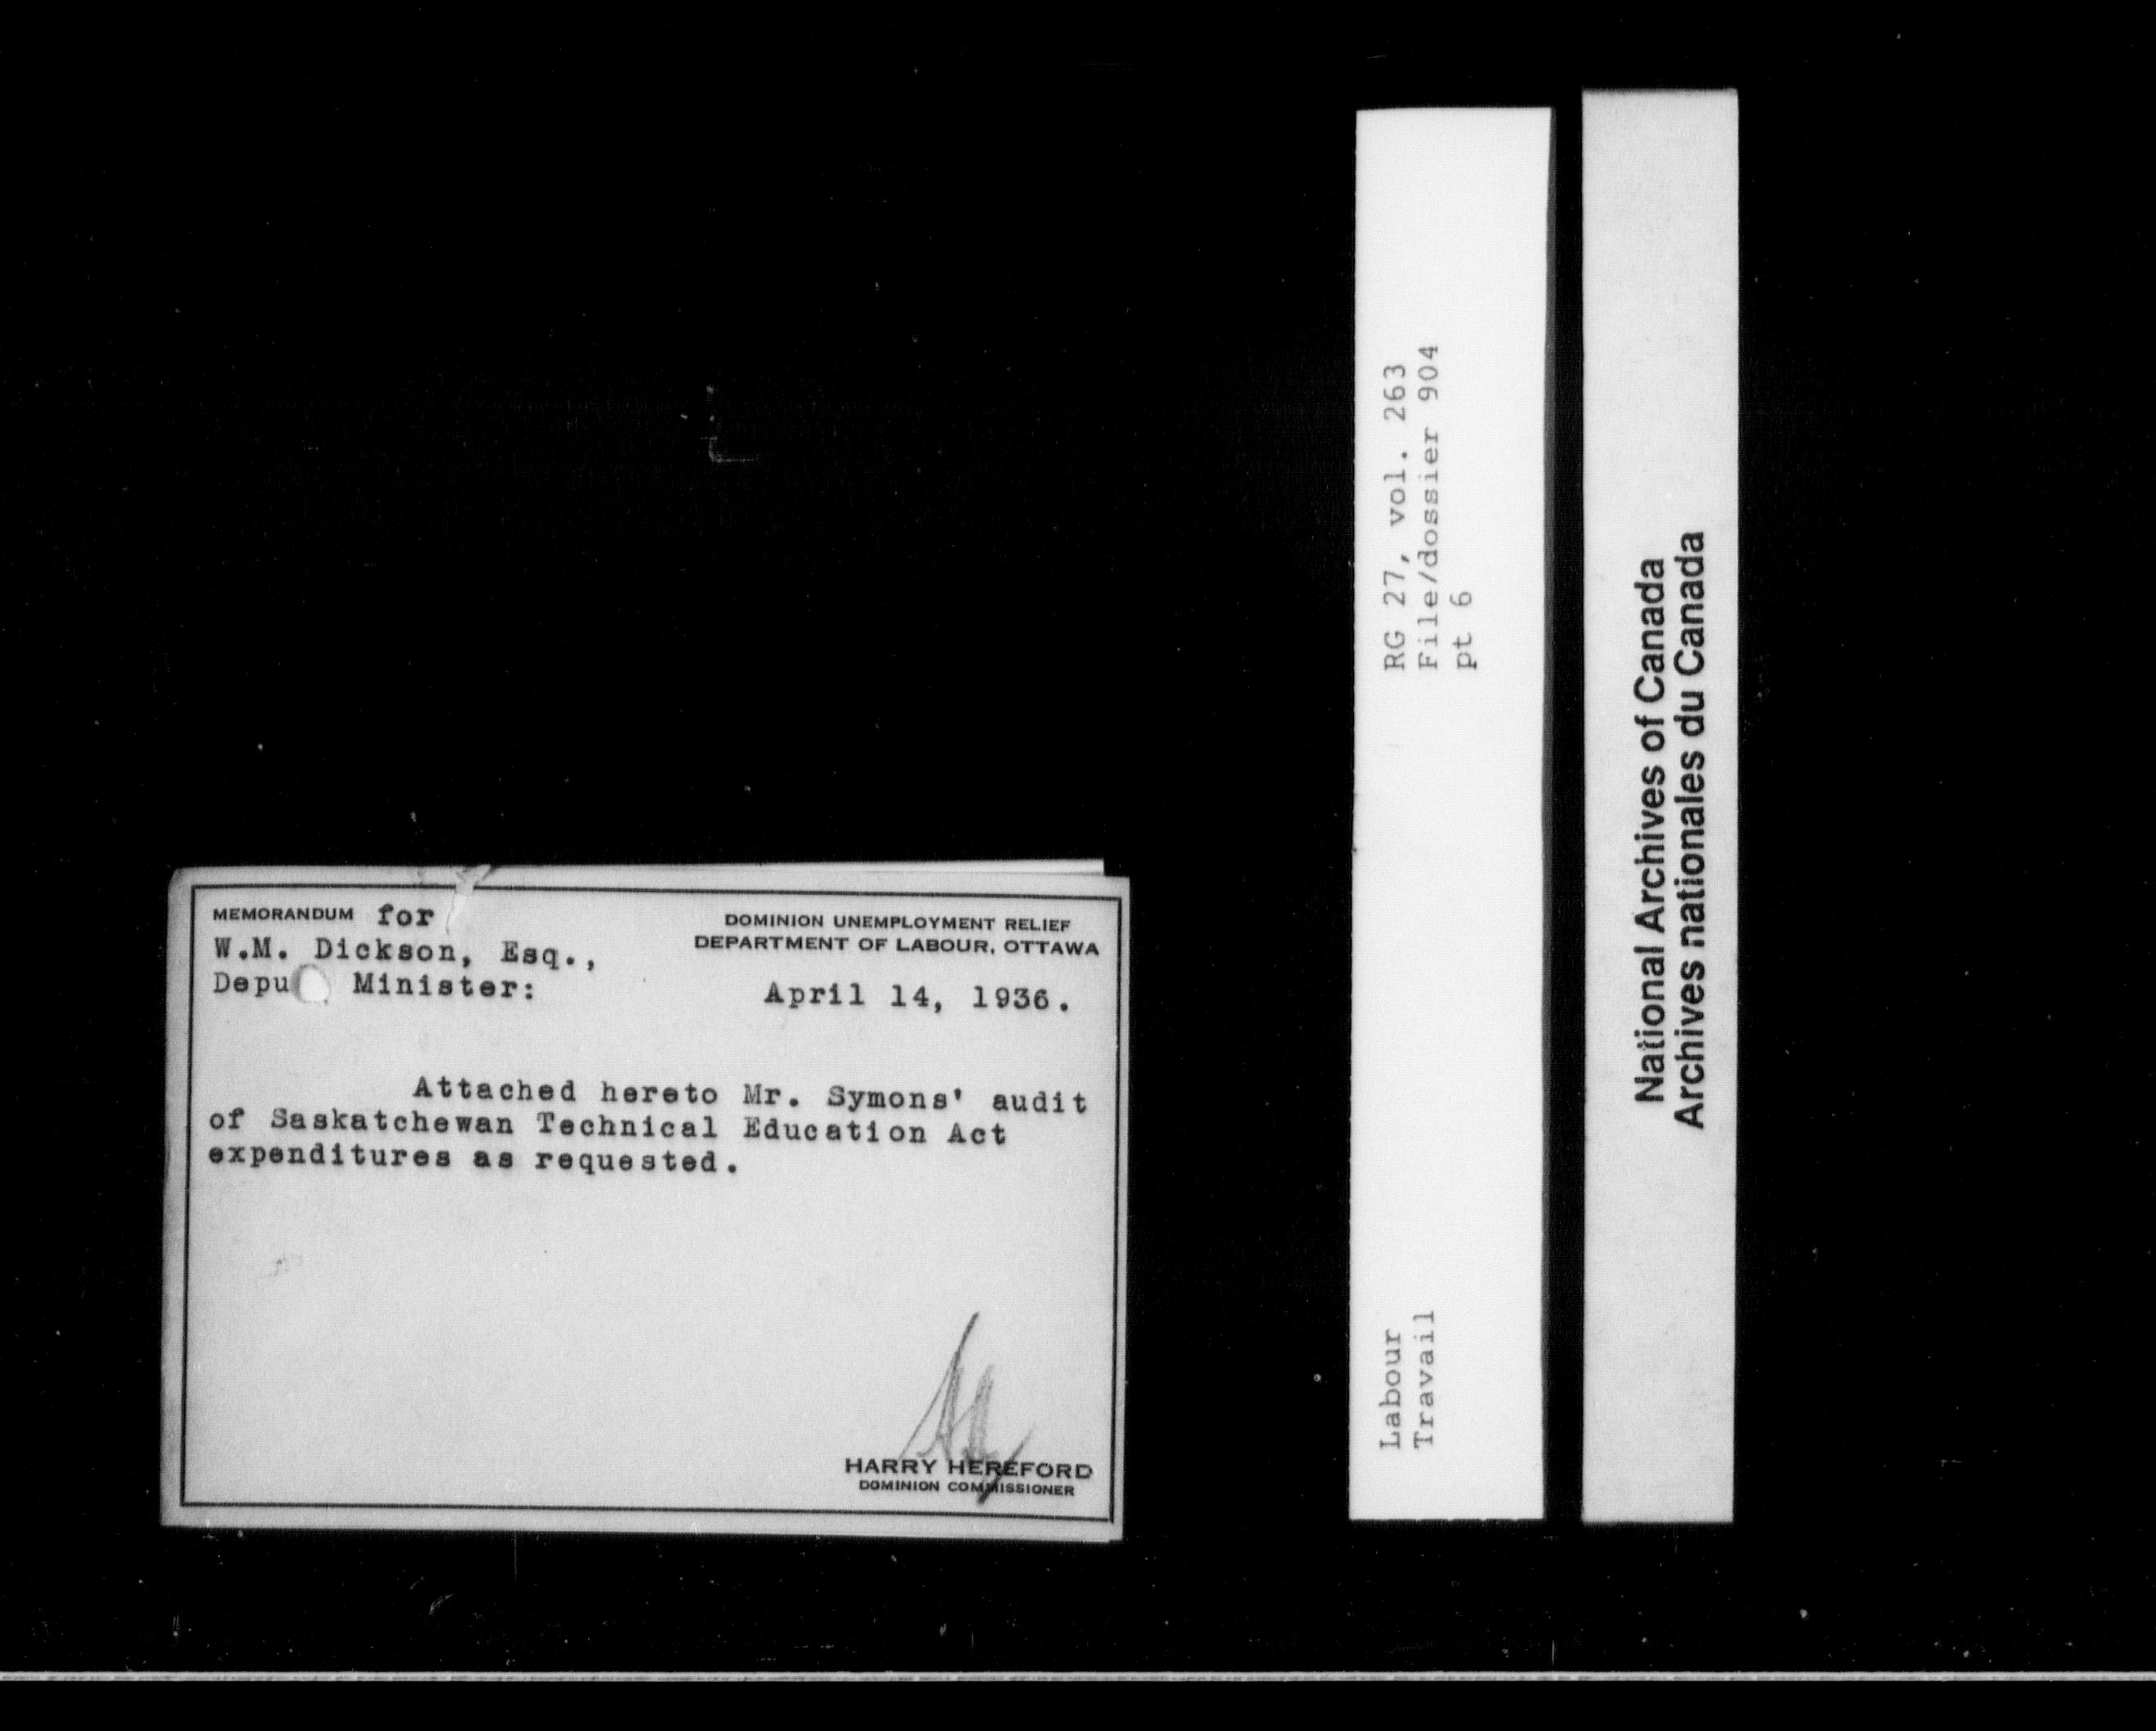 MEMORANDUM for
W.M. Dickson, Esq.,
Depu Minister:
DOMINION UNEMPLOYMENT RELIEF
DEPARTMENT OF LABOUR, OTTAWA
April 14, 1936.
Attached hereto Mr. Symons' audit
of Saskatchewan Technical Education Act
expenditures as requested.
HARRY HEREFORD
DOMINION COMMISSIONER
RG 27, vol. 263
File/dossier 904
pt 6
Labour
Travail
National Archives of Canada
Archives nationales du Canada